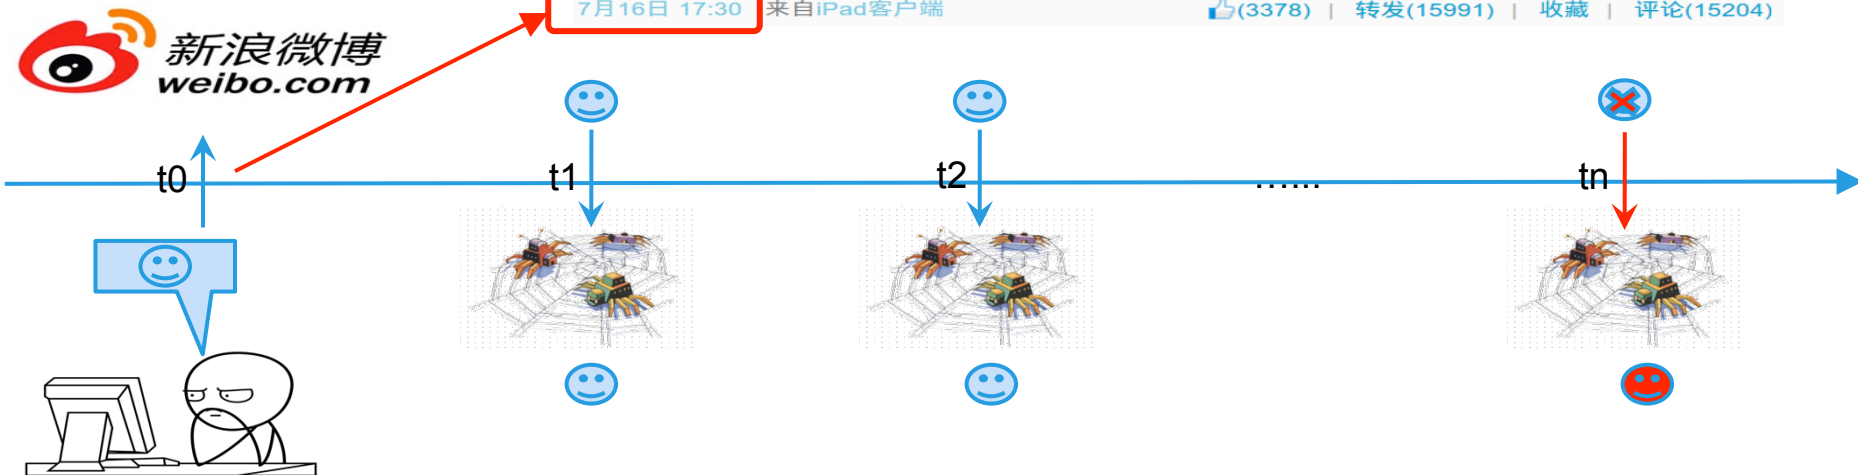 7月16日 17:30 来自iPad客户端 (3378) | 转发(15991) | 收藏 | 评论(15204)
新浪微博
weibo.com
t0 t1 t2 ...... tn